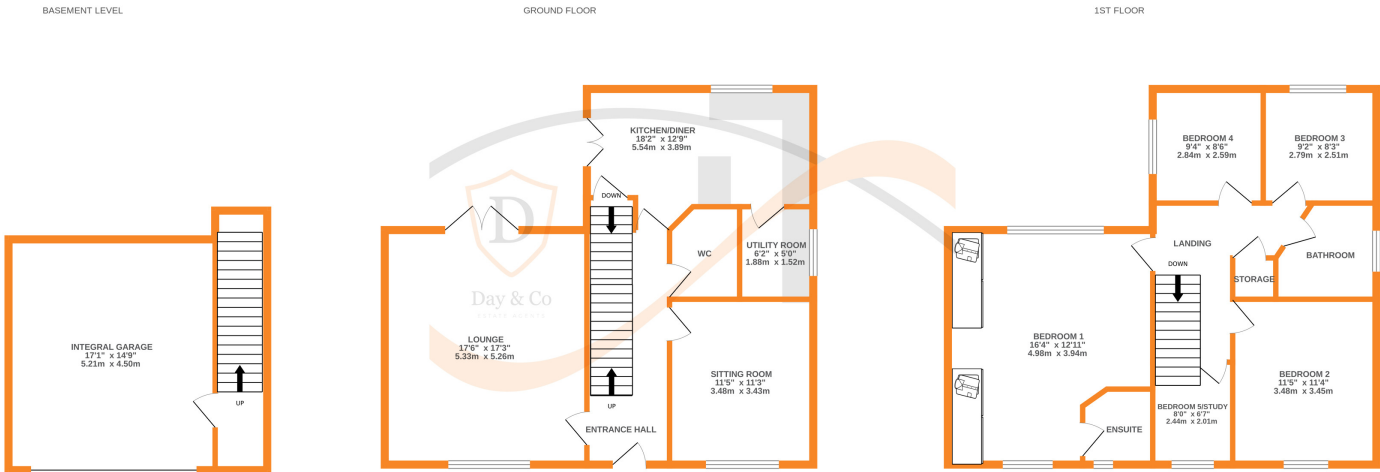 BASEMENT LEVEL
INTEGRAL GARAGE
17'1" x 14'9"
5.21m x 4.50m
UP
GROUND FLOOR
KITCHEN/DINER
18'2" x 12'9"
5.54m x 3.89m
DOWN
WC
UTILITY ROOM
6'2" x 5'0"
1.88m x 1.52m
D
Day & Co
estate agents
LOUNGE
17'6" x 17'3"
5.33m x 5.26m
SITTING ROOM
11'5" x 11'3"
3.48m x 3.43m
UP
ENTRANCE HALL
1ST FLOOR
BEDROOM 4
9'4" x 8'6"
2.84m x 2.59m
BEDROOM 3
9'2" x 8'3"
2.79m x 2.51m
LANDING
DOWN
STORAGE
BATHROOM
BEDROOM 1
16'4" x 12'11"
4.98m x 3.94m
BEDROOM 2
11'5" x 11'4"
3.48m x 3.45m
BEDROOM 5/STUDY
8'0" x 6'7"
2.44m x 2.01m
ENSUITE